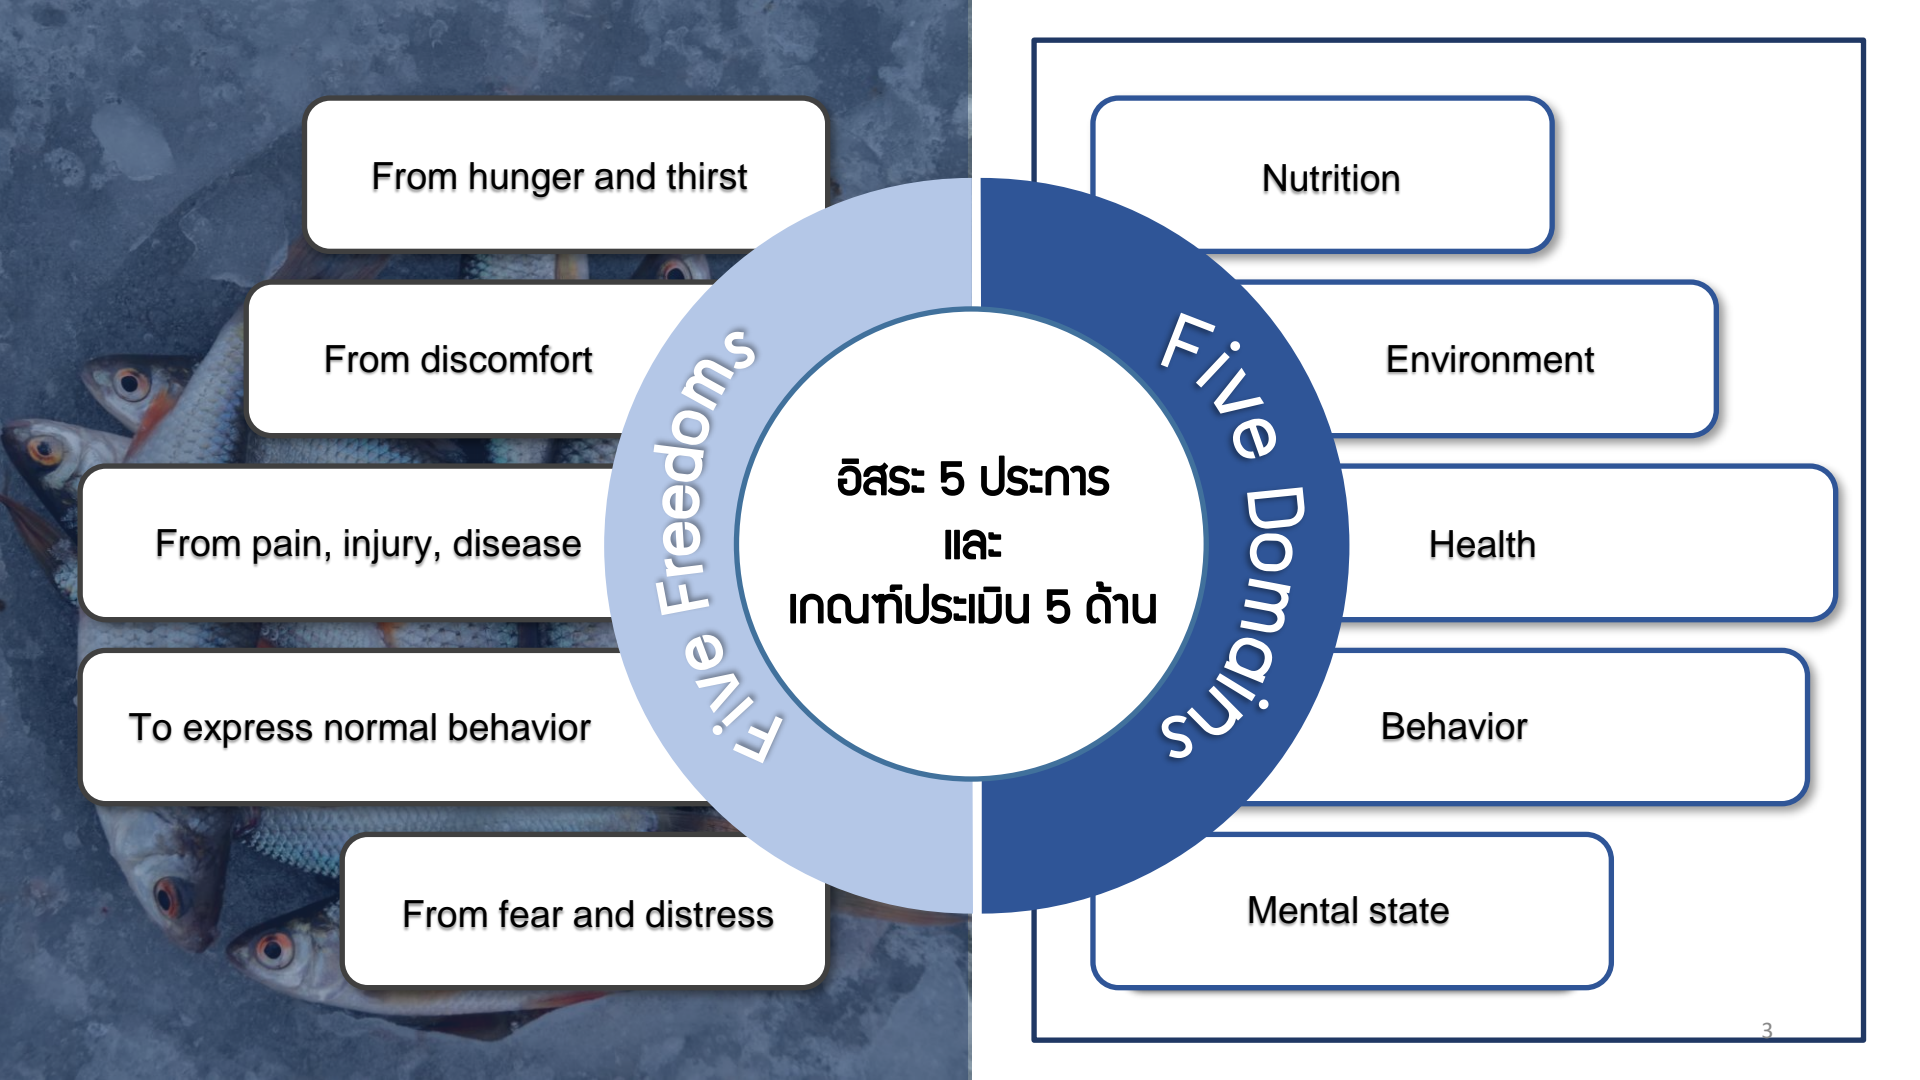 From hunger and thirst
From discomfort
From pain, injury, disease
To express normal behavior
From fear and distress
Five Freedoms
อิสระ 5 ประการ
และ
เกณฑ์ประเมิน 5 ด้าน
Five Domains
Nutrition
Environment
Health
Behavior
Mental state
3